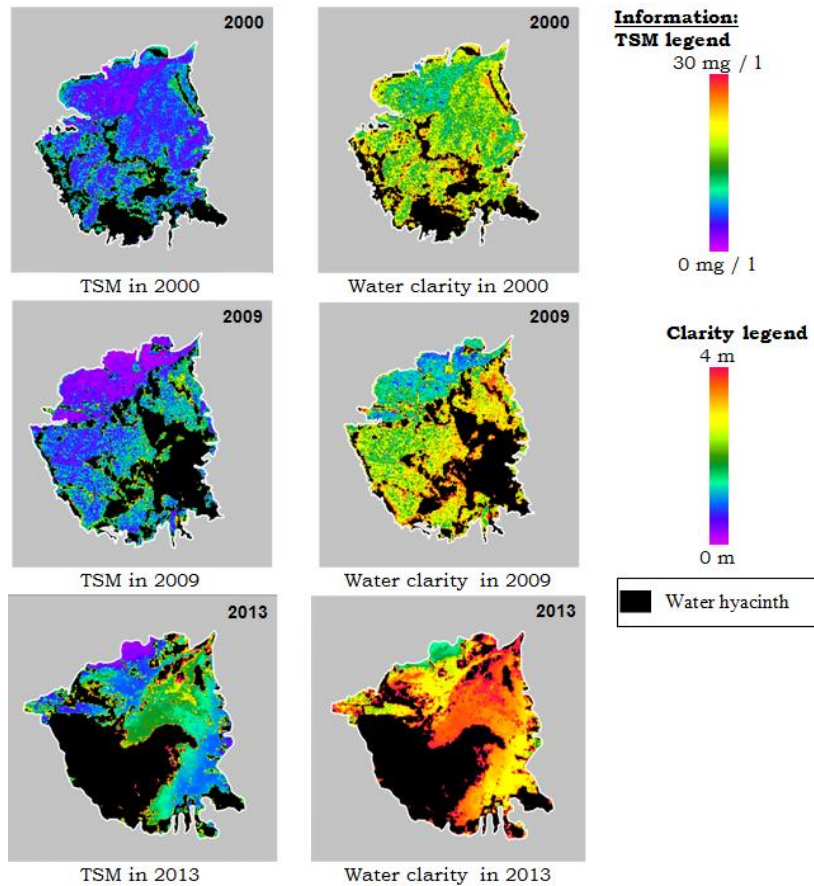 2000
2000
TSM in 2000
Water clarity in 2000
2009
2009
TSM in 2009
Water clarity  in 2009
2013
2013
TSM in 2013
Water clarity  in 2013
Information:
TSM legend
30 mg / l
0 mg / l
Clarity legend
4 m
0 m
Water hyacinth